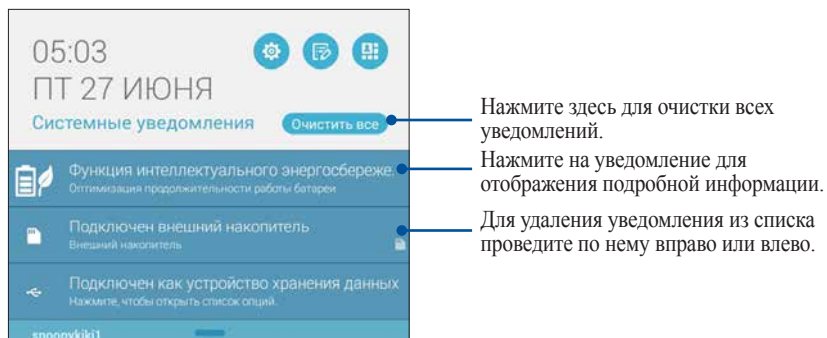 05:03
ПТ 27 ИЮНЯ
Системные уведомления
Очистить все
Функция интеллектуального энергосбереже.
Оптимизация продолжительности работы батареи
Подключен внешний накопитель
Внешний накопитель
Подключен как устройство хранения данных
Нажмите, чтобы открыть список опций.
snoopykiki1
Нажмите здесь для очистки всех
уведомлений.
Нажмите на уведомление для
отображения подробной информации.
Для удаления уведомления из списка
проведите по нему вправо или влево.